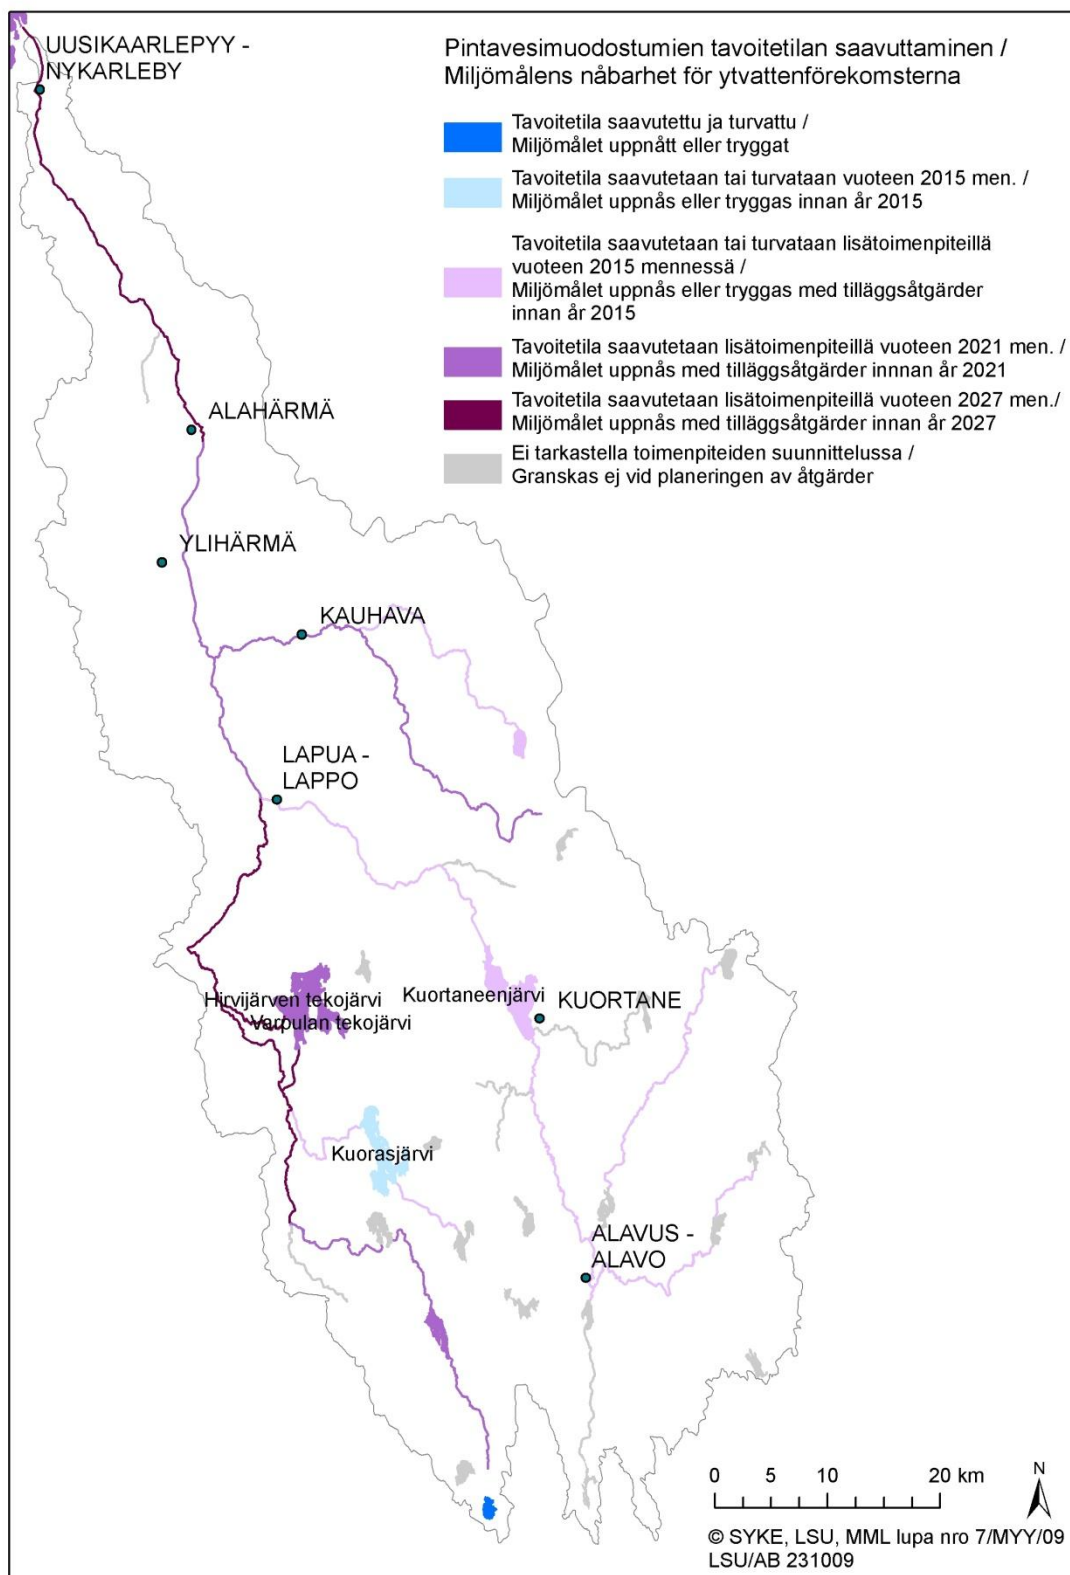 UUSIKAARLEPYY -
NYKARLEBY
Pintavesimuodostumien tavoitetilan saavuttaminen /
Miljömålens nåbarhet för ytvattenförekomsterna
Tavoitetila saavutettu ja turvattu /
Miljömålet uppnått eller tryggat
Tavoitetila saavutetaan tai turvataan vuoteen 2015 men. /
Miljömålet uppnås eller tryggas innan år 2015
Tavoitetila saavutetaan tai turvataan lisätoimenpiteillä
vuoteen 2015 mennessä /
Miljömålet uppnås eller tryggas med tilläggsåtgärder
innan år 2015
Tavoitetila saavutetaan lisätoimenpiteillä vuoteen 2021 men. /
Miljömålet uppnås med tilläggsåtgärder innnan år 2021
Tavoitetila saavutetaan lisätoimenpiteillä vuoteen 2027 men./
Miljömålet uppnås med tilläggsåtgärder innan år 2027
Ei tarkastella toimenpiteiden suunnittelussa /
Granskas ej vid planeringen av åtgärder
ALAHÄRMÄ
YLIHÄRMÄ
KAUHAVA
LAPUA -
LAPPO
Hirvijärven tekojärvi
Varpulan tekojärvi
Kuortaneenjärvi
KUORTANE
Kuorasjärvi
ALAVUS -
ALAVO
0 5 10 20 km
N
© SYKE, LSU, MML lupa nro 7/MYY/09
LSU/AB 231009